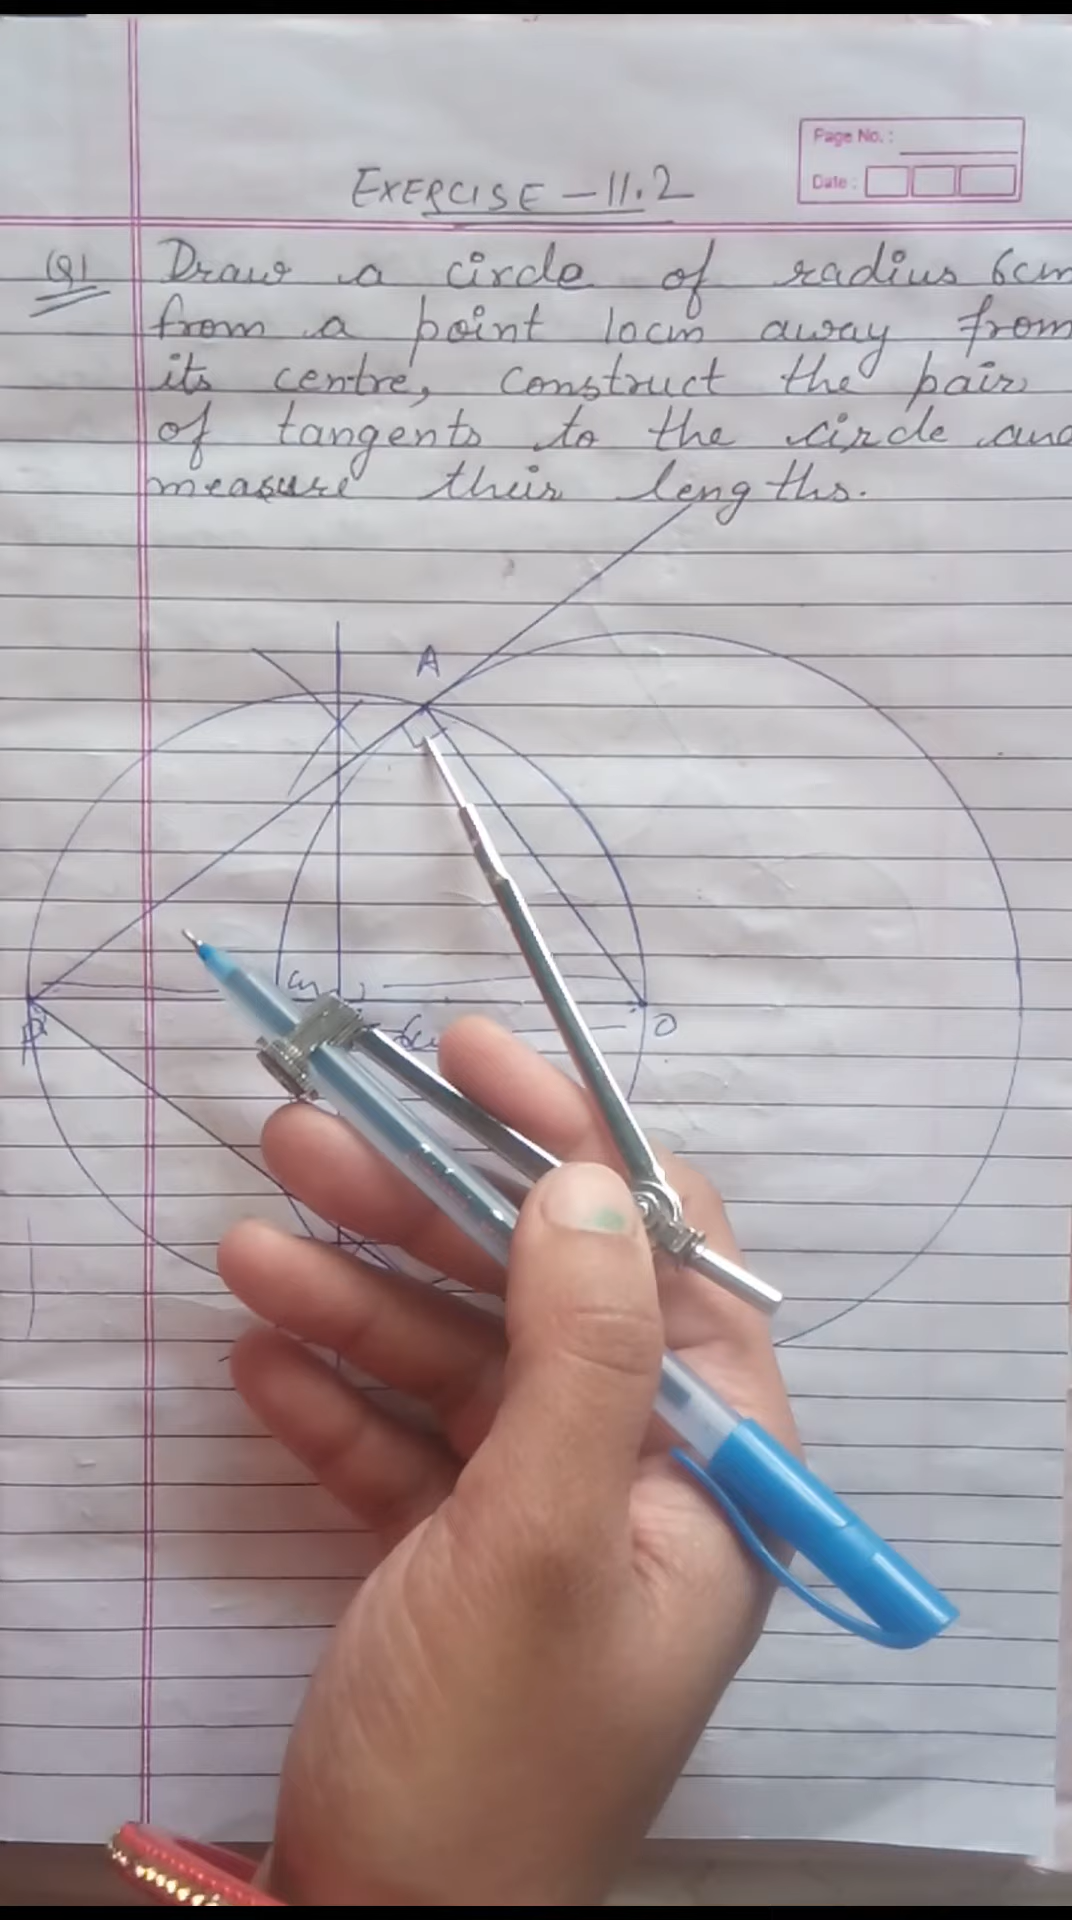 Page No. :
Date :
EXERCISE - 11.2
Q1 Draw a circle of radius 6cm
from a point 10cm away from
its centre, construct the pair
of tangents to the circle and
measure their lengths.
A
P
O